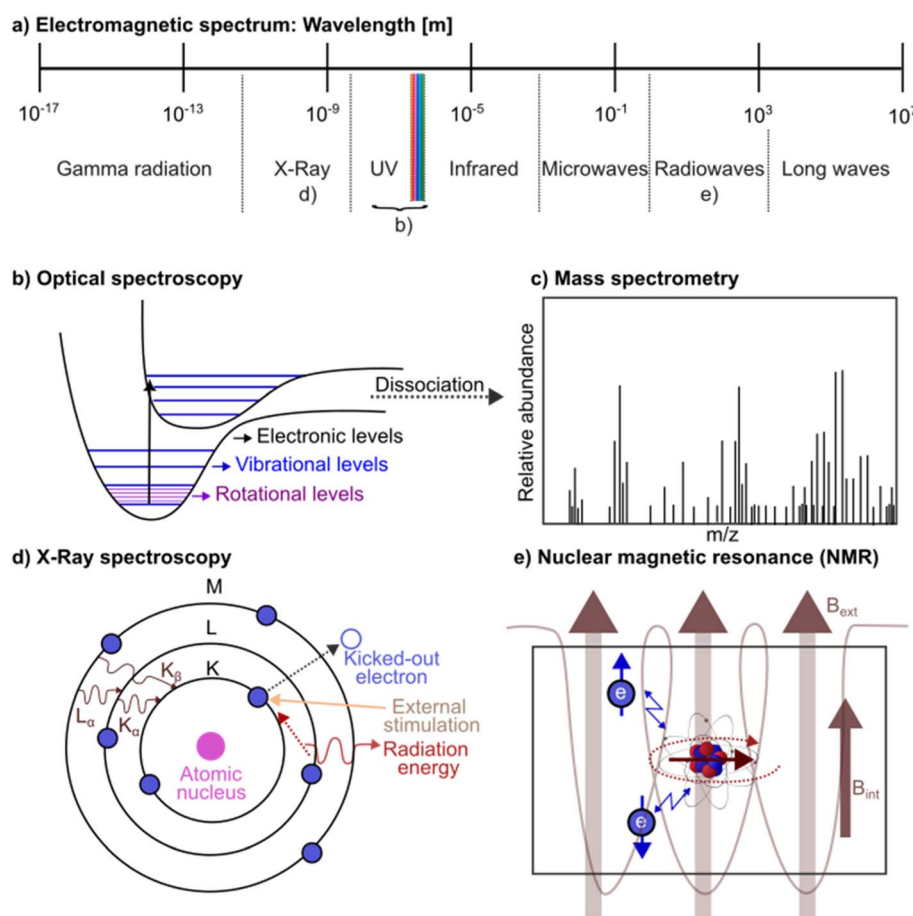 a) Electromagnetic spectrum: Wavelength [m]
10⁻¹⁷ 10⁻¹³ 10⁻⁹ 10⁻⁵ 10⁻¹ 10³ 10⁷
Gamma radiation X-Ray UV Infrared Microwaves Radiowaves Long waves
d) e)
b)
b) Optical spectroscopy
c) Mass spectrometry
Dissociation
Electronic levels
Vibrational levels
Rotational levels
Relative abundance
m/z
d) X-Ray spectroscopy
M
L
K
Kicked-out
electron
External
stimulation
Radiation
energy
Kβ
Lα
Kα
Atomic
nucleus
e) Nuclear magnetic resonance (NMR)
Bext
e
Bint
e